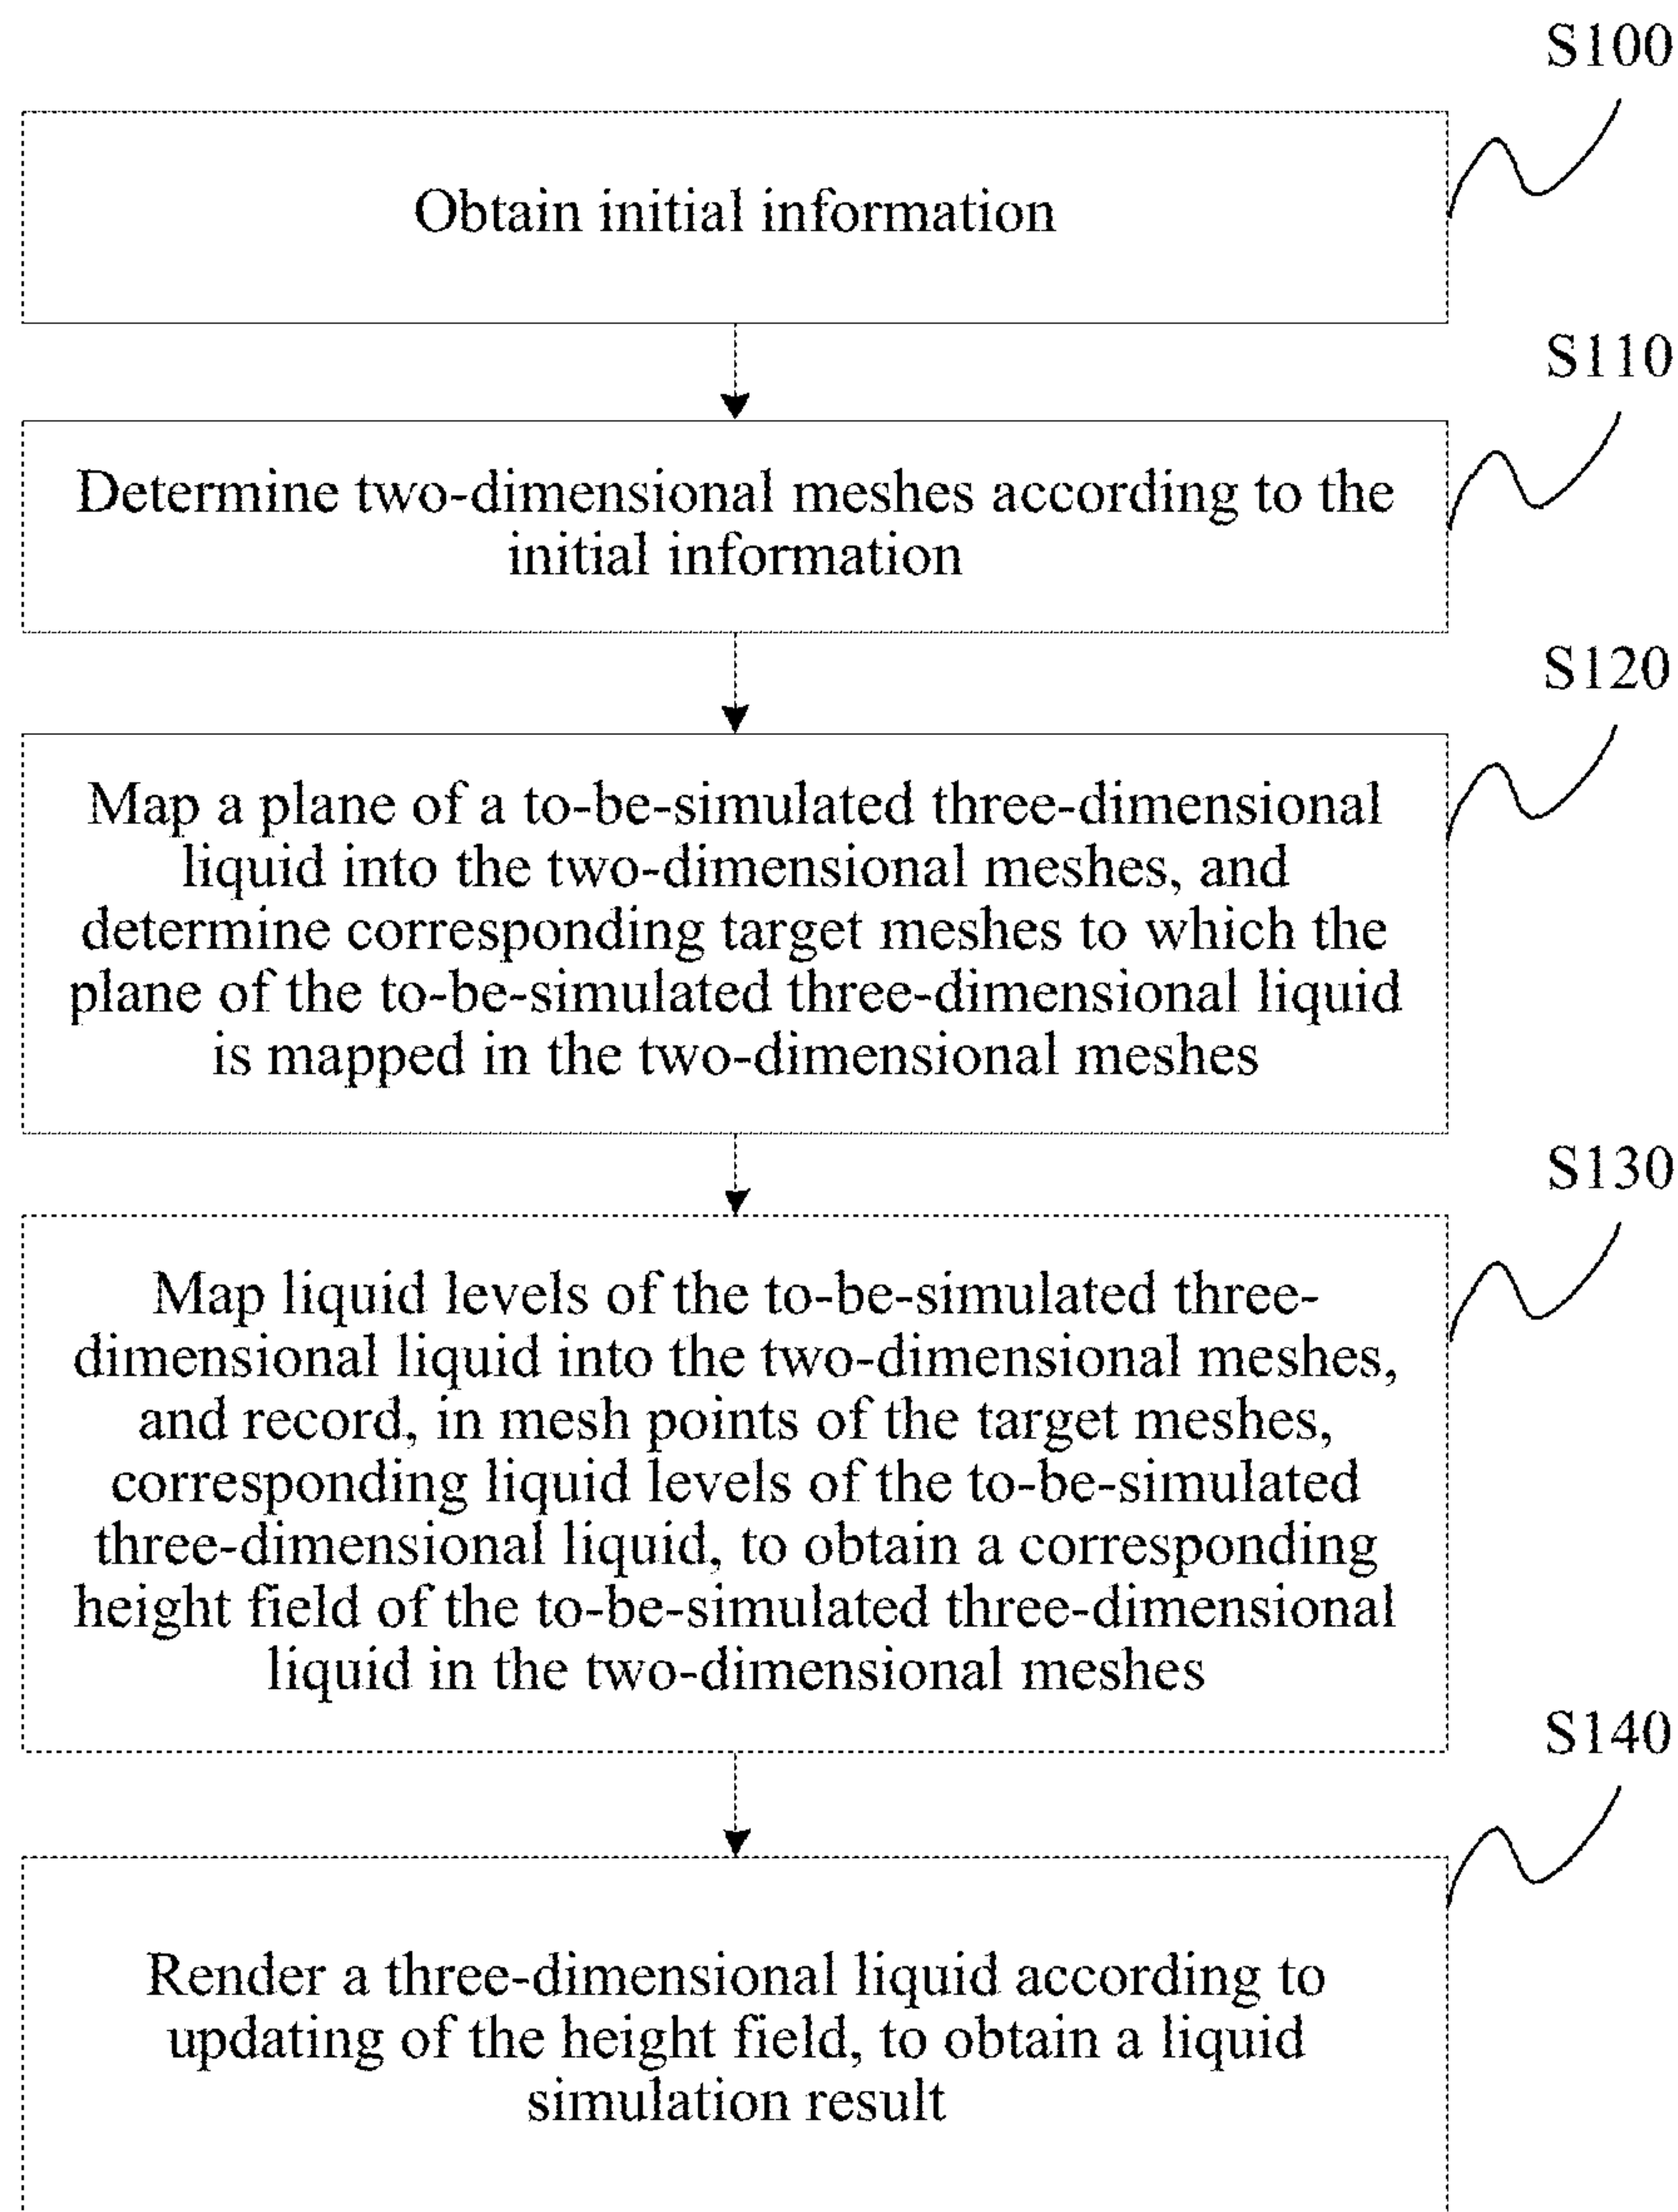 S100
Obtain initial information
S110
Determine two-dimensional meshes according to the
initial information
S120
Map a plane of a to-be-simulated three-dimensional
liquid into the two-dimensional meshes, and
determine corresponding target meshes to which the
plane of the to-be-simulated three-dimensional liquid
is mapped in the two-dimensional meshes
S130
Map liquid levels of the to-be-simulated three-
dimensional liquid into the two-dimensional meshes,
and record, in mesh points of the target meshes,
corresponding liquid levels of the to-be-simulated
three-dimensional liquid, to obtain a corresponding
height field of the to-be-simulated three-dimensional
liquid in the two-dimensional meshes
S140
Render a three-dimensional liquid according to
updating of the height field, to obtain a liquid
simulation result